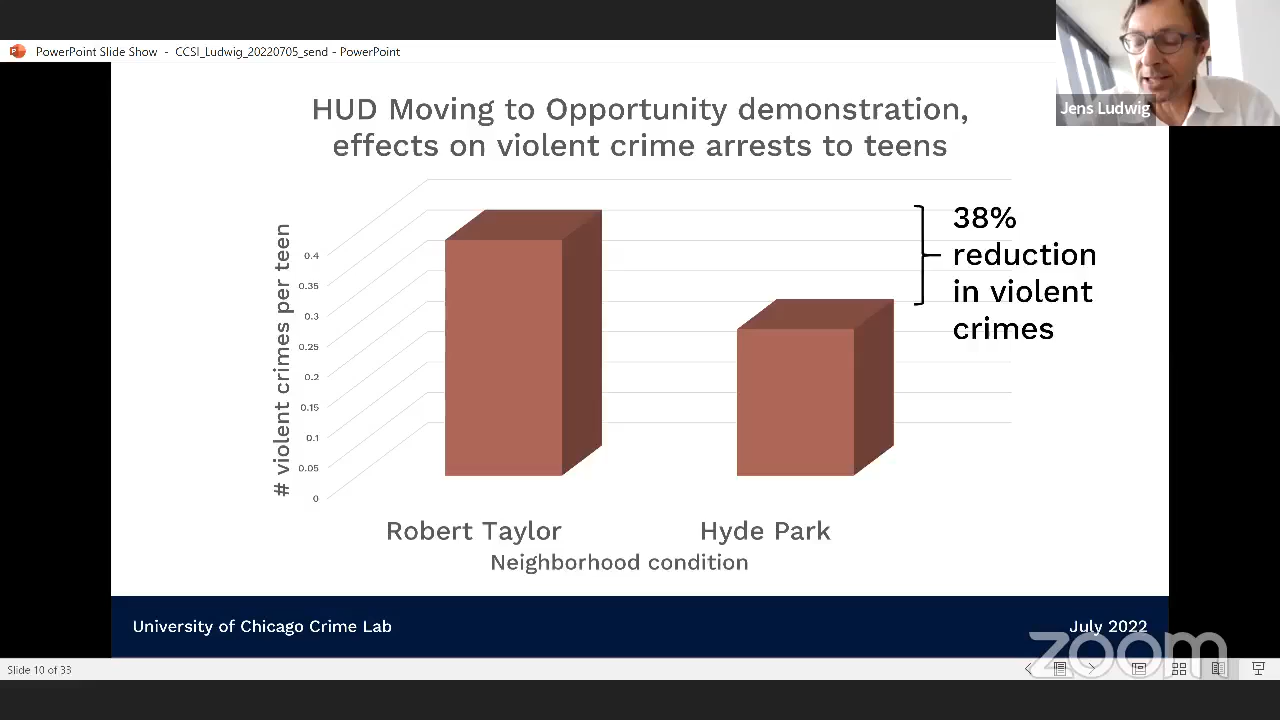 PowerPoint Slide Show - CCSI_Ludwig_20220705_send - PowerPoint
Jens Ludwig
HUD Moving to Opportunity demonstration,
effects on violent crime arrests to teens
# violent crimes per teen
0.4
0.35
0.3
0.25
0.2
0.15
0.1
0.05
0
38%
reduction
in violent
crimes
Robert Taylor
Hyde Park
Neighborhood condition
University of Chicago Crime Lab
July 2022
zoom
Slide 10 of 33